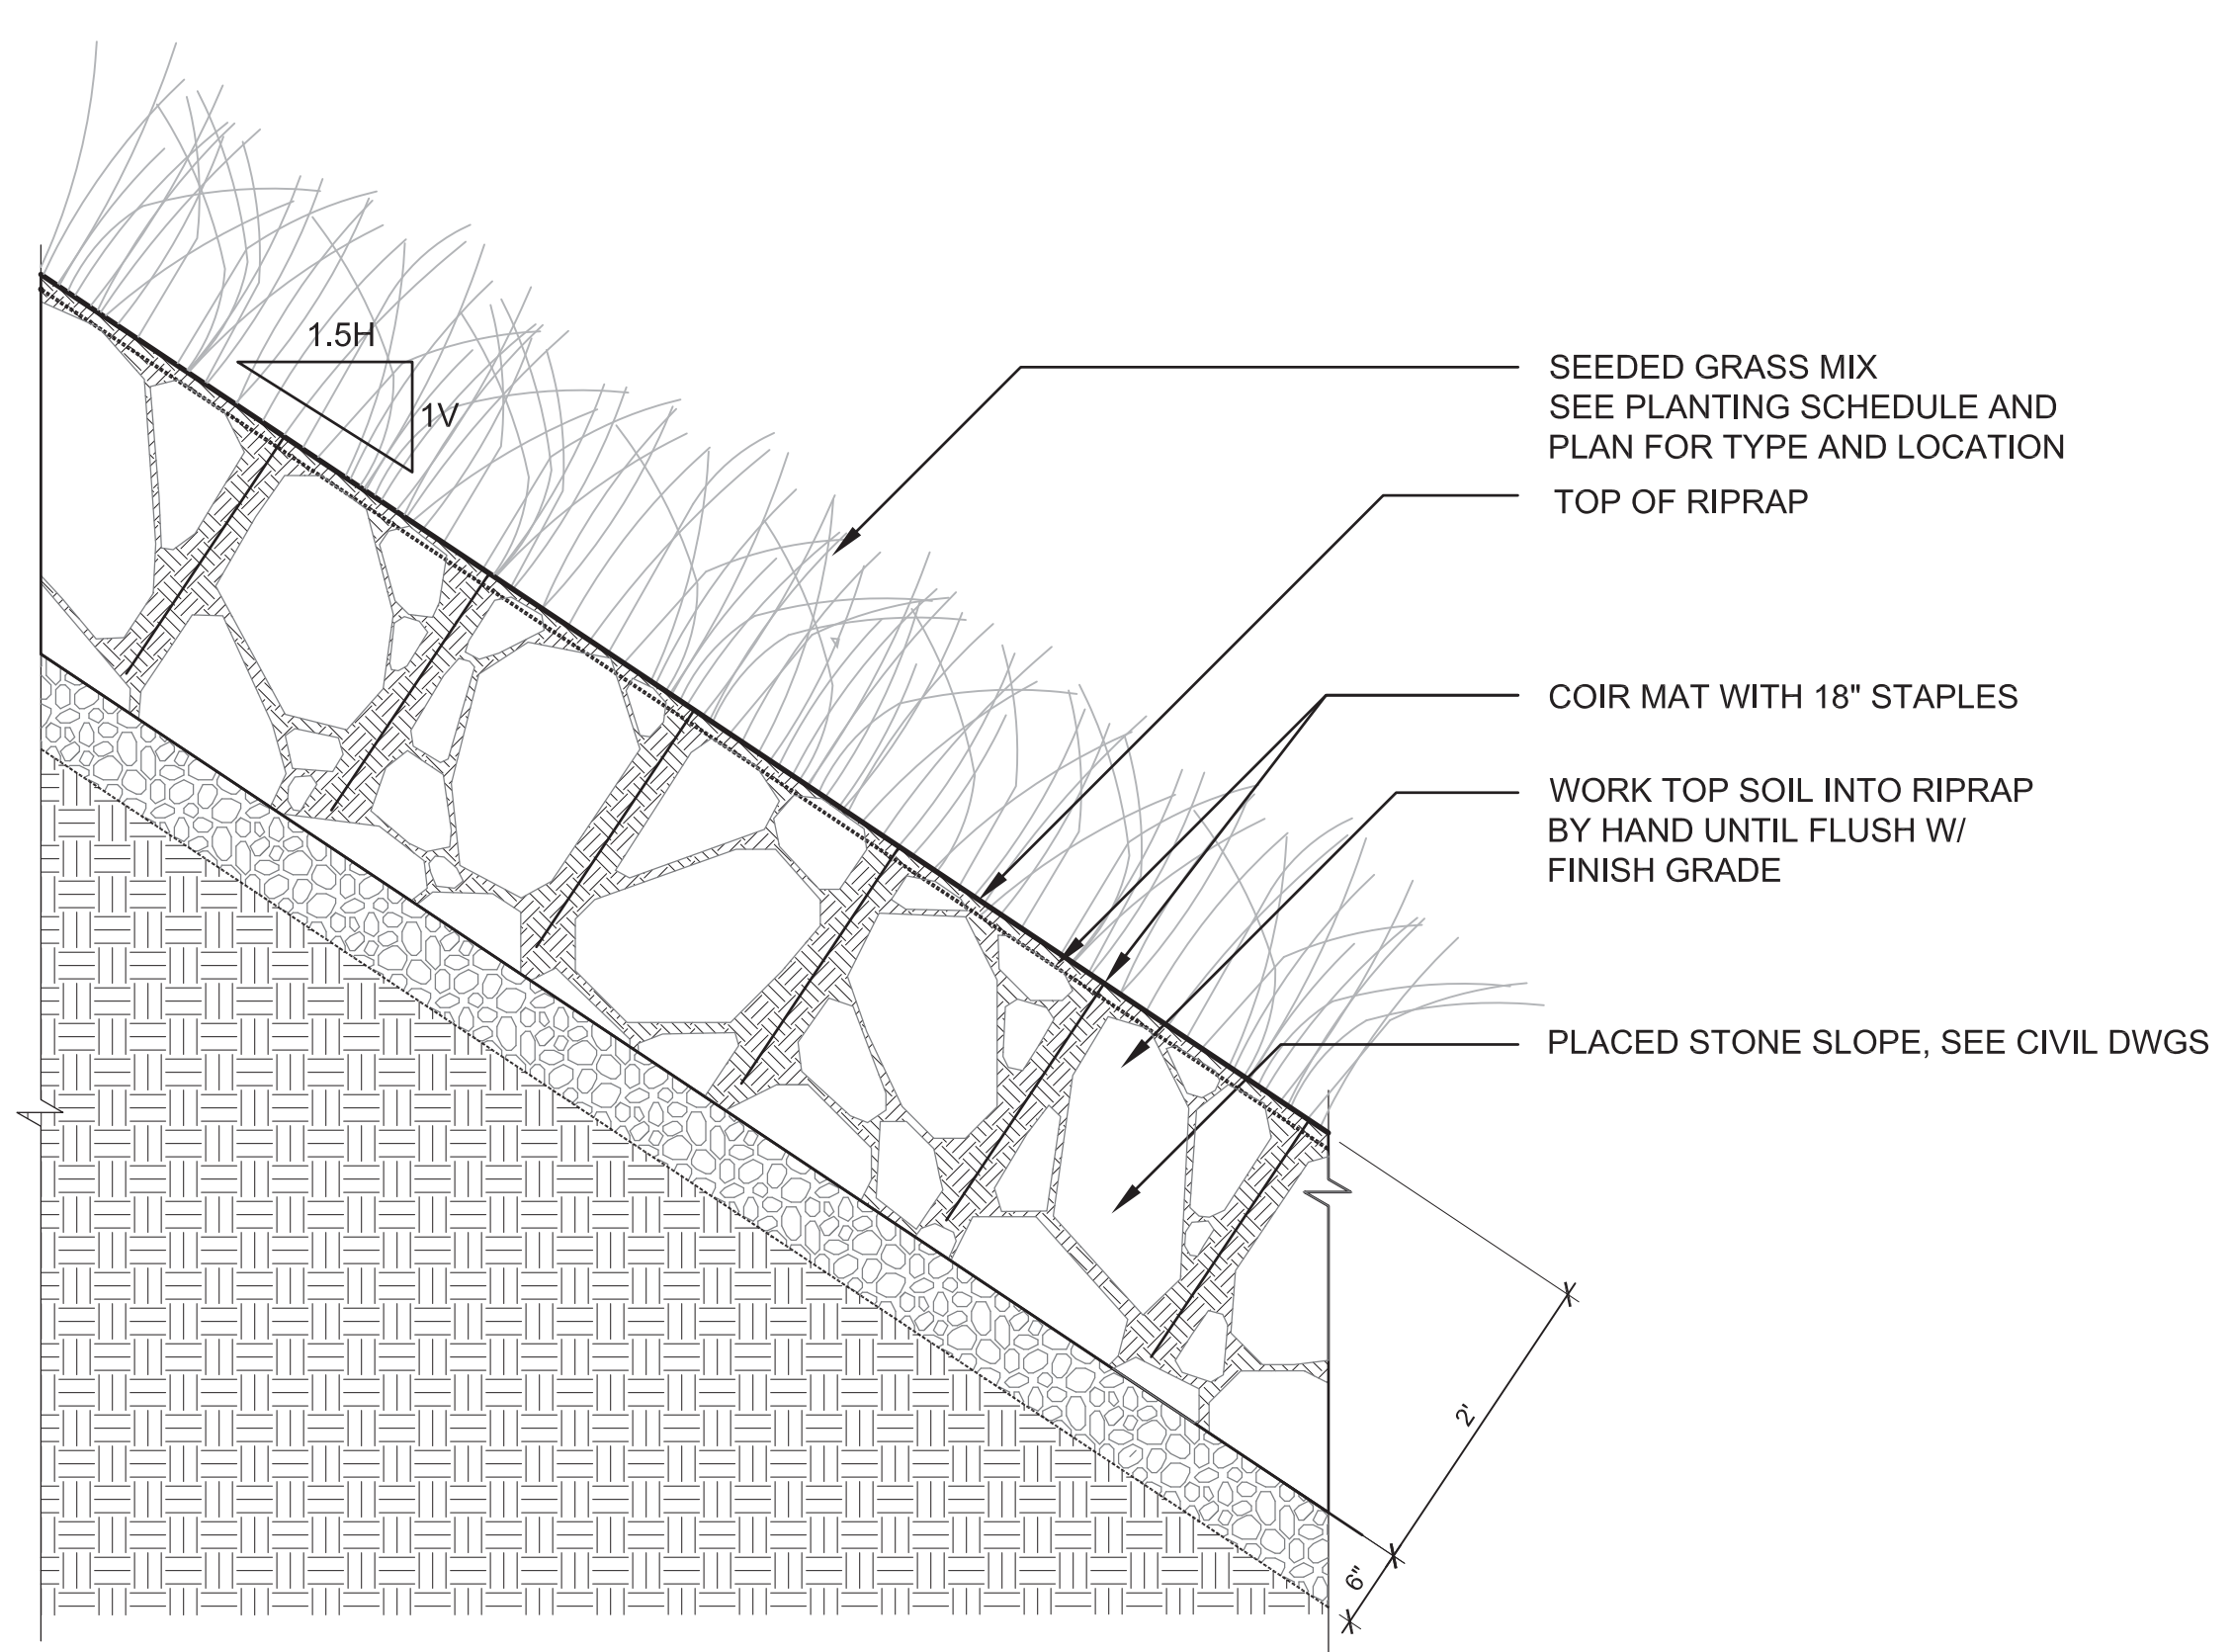 1.5H
1V
SEEDED GRASS MIX
SEE PLANTING SCHEDULE AND
PLAN FOR TYPE AND LOCATION
TOP OF RIPRAP
COIR MAT WITH 18" STAPLES
WORK TOP SOIL INTO RIPRAP
BY HAND UNTIL FLUSH W/
FINISH GRADE
PLACED STONE SLOPE, SEE CIVIL DWGS
2'
6"